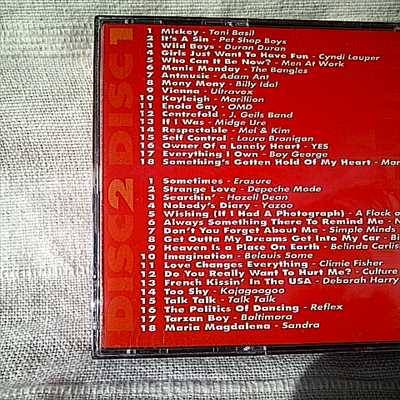 Disc 1
1 Mickey - Toni Basil
2 It's A Sin - Pet Shop Boys
3 Wild Boys - Duran Duran
4 Girls Just Want To Have Fun - Cyndi Lauper
5 Who Can It Be Now? - Men At Work
6 Manic Monday - The Bangles
7 Antmusic - Adam Ant
8 Mony Mony - Billy Idol
9 Vienna - Ultravox
10 Kayleigh - Marillion
11 Enola Gay - OMD
12 Centrefold - J. Geils Band
13 If I Was - Midge Ure
14 Respectable - Mel & Kim
15 Self Control - Laura Branigan
16 Owner Of a Lonely Heart - YES
17 Everything I Own - Boy George
18 Something's Gotten Hold Of My Heart - Mar
Disc 2
1 Sometimes - Erasure
2 Strange Love - Depeche Mode
3 Searchin' - Hazell Dean
4 Nobody's Diary - Yazoo
5 Wishing (If I Had A Photograph) - A Flock o
6 Always Something There To Remind Me - N
7 Don't You Forget About Me - Simple Minds
8 Get Outta My Dreams Get Into My Car - Bi
9 Heaven Is a Place On Earth - Belinda Carlis
10 Imagination - Belouis Some
11 Love Changes Everything - Climie Fisher
12 Do You Really Want To Hurt Me? - Culture
13 French Kissin' In The USA - Deborah Harry
14 Too Shy - Kajagoogoo
15 Talk Talk - Talk Talk
16 The Politics Of Dancing - Reflex
17 Tarzan Boy - Baltimora
18 Maria Magdalena - Sandra